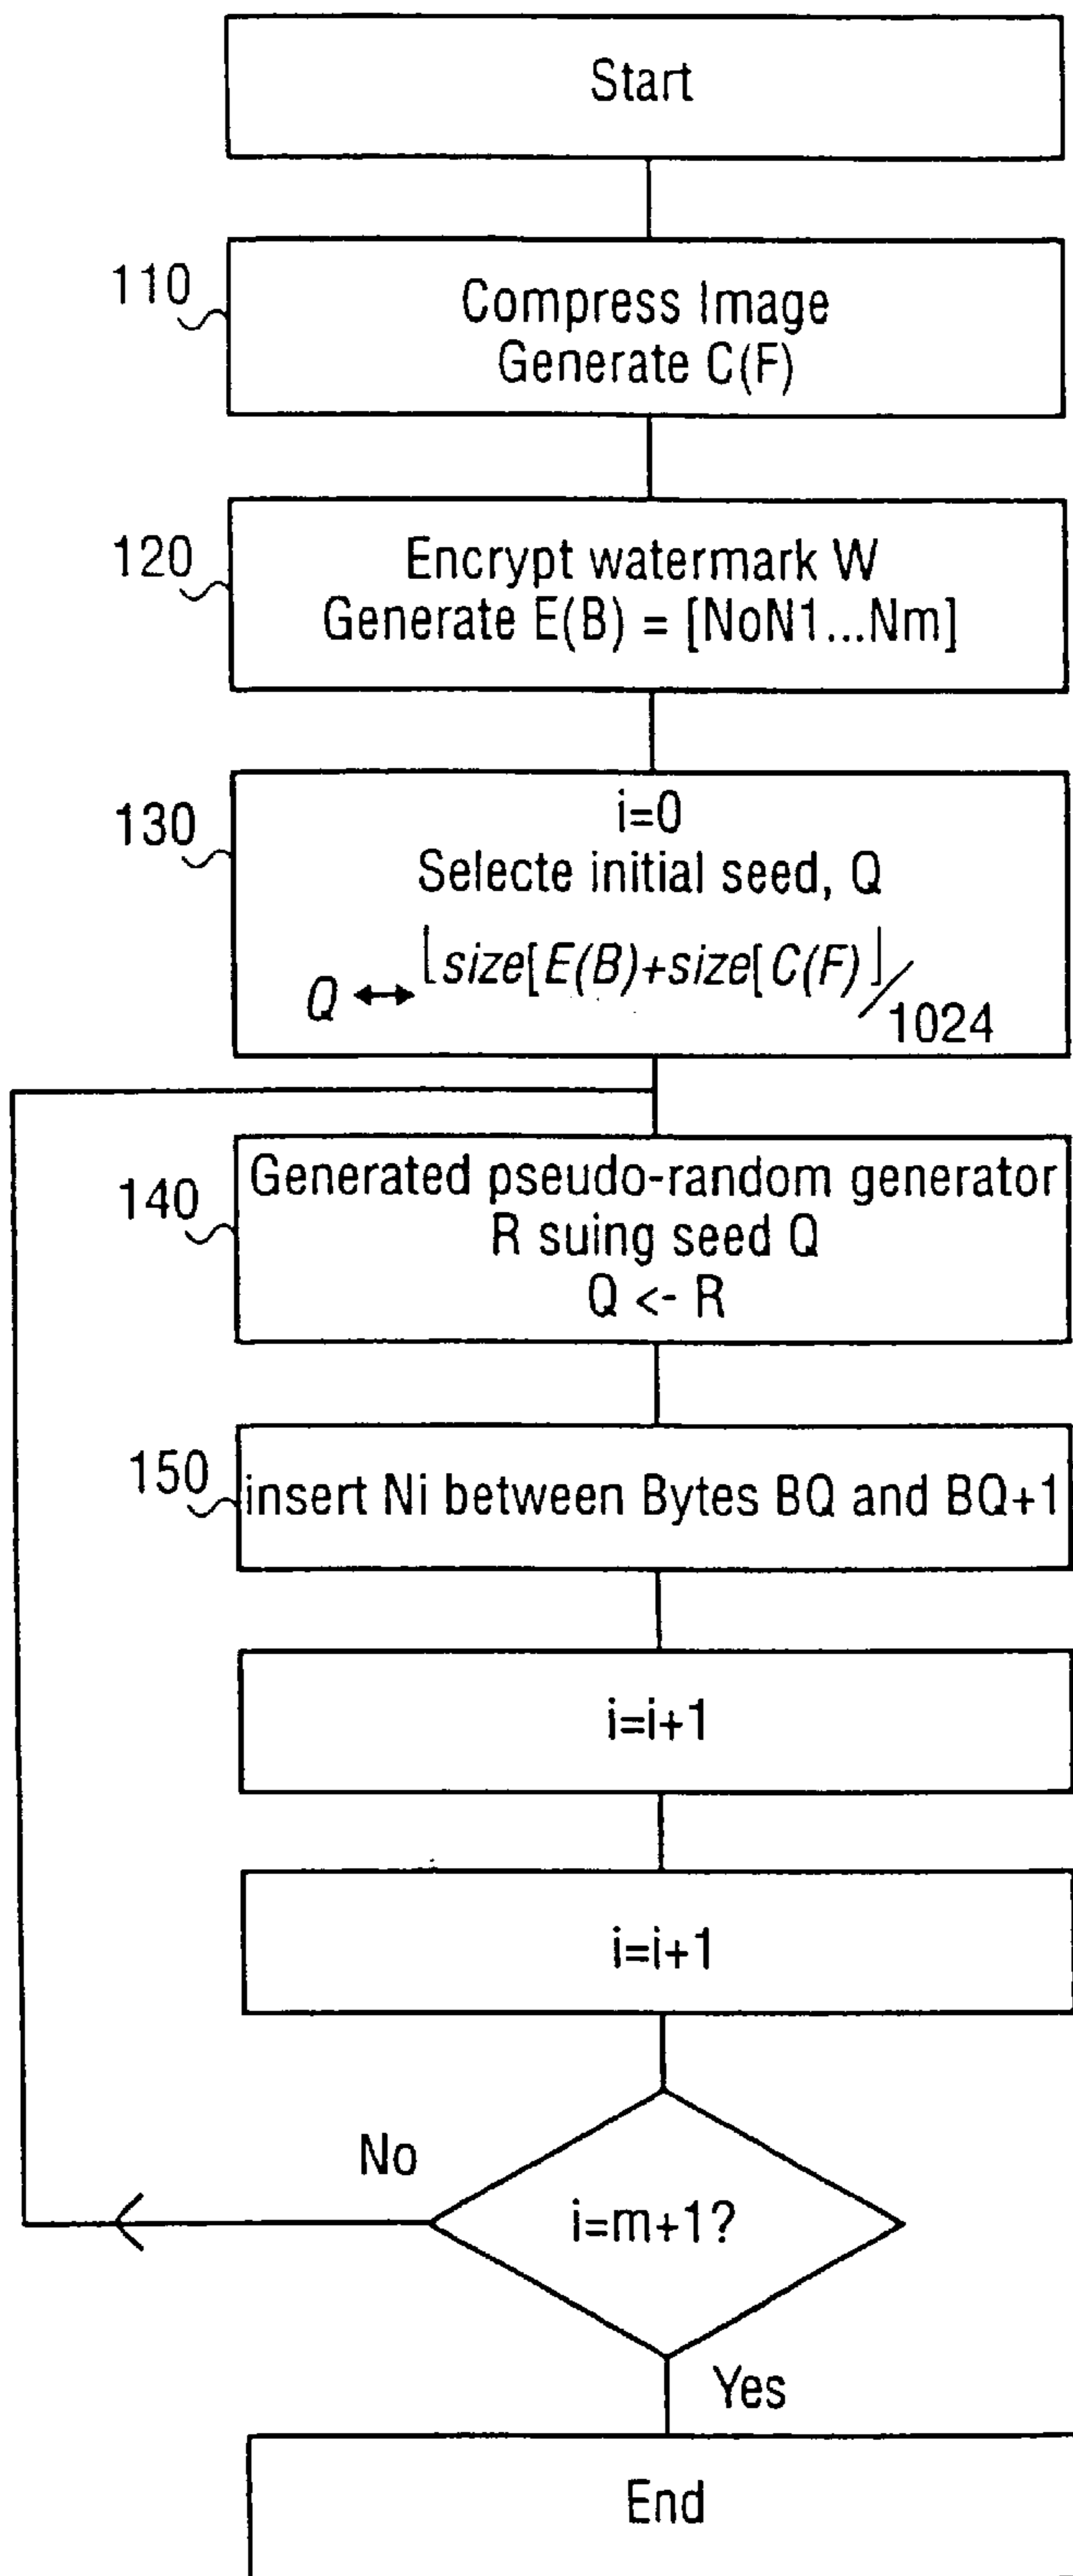 Start
110
Compress Image
Generate C(F)
120
Encrypt watermark W
Generate E(B) = [NoN1...Nm]
130
i=0
Selecte initial seed, Q
Q ↔ ⌊size[E(B)+size[C(F)⌋/1024
140
Generated pseudo-random generator
R suing seed Q
Q <- R
150
insert Ni between Bytes BQ and BQ+1
i=i+1
i=i+1
No
i=m+1?
Yes
End